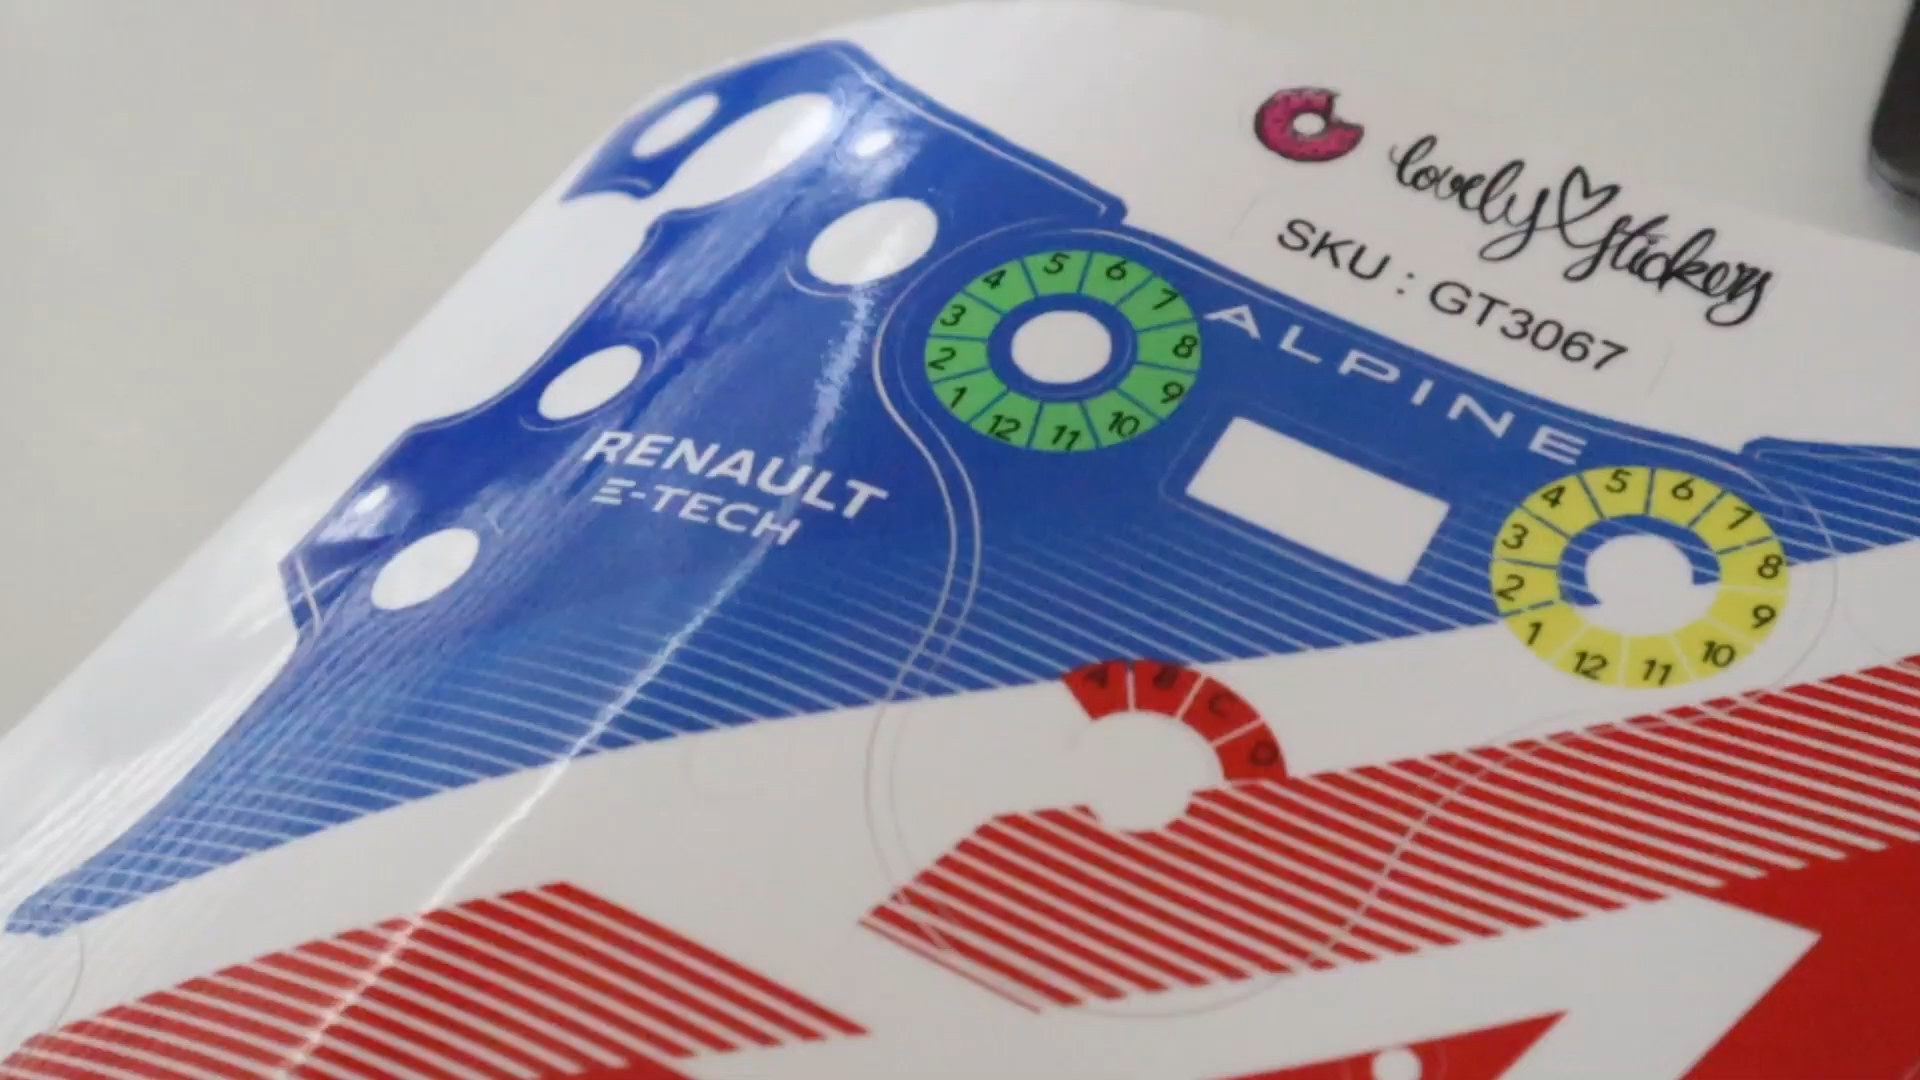 lovely stickers
SKU : GT3067
ALPINE
RENAULT
E-TECH
1 2 3 4 5 6 7 8 9 10 11 12
1 2 3 4 5 6 7 8 9 10 11 12
A B C D